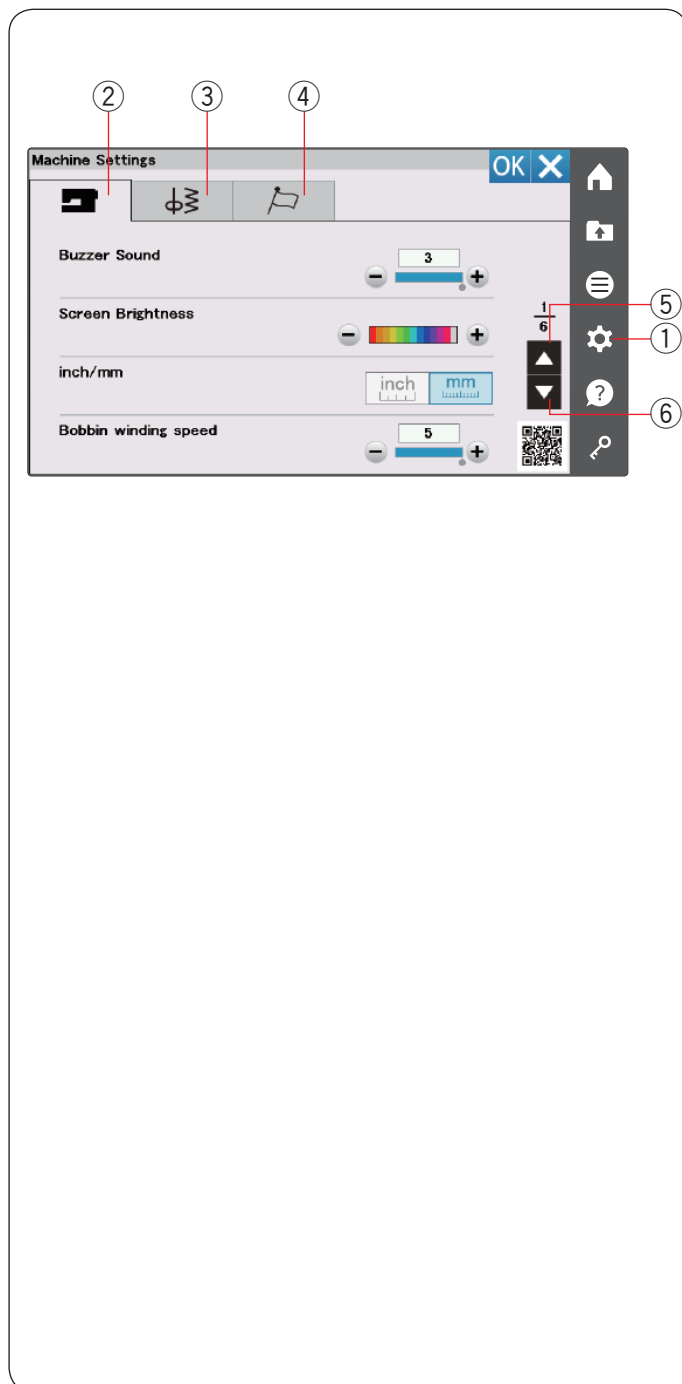 ② ③ ④
Machine Settings OK
Buzzer Sound 3
Screen Brightness
1
6
⑤
①
inch/mm inch mm
?
⑥
Bobbin winding speed 5